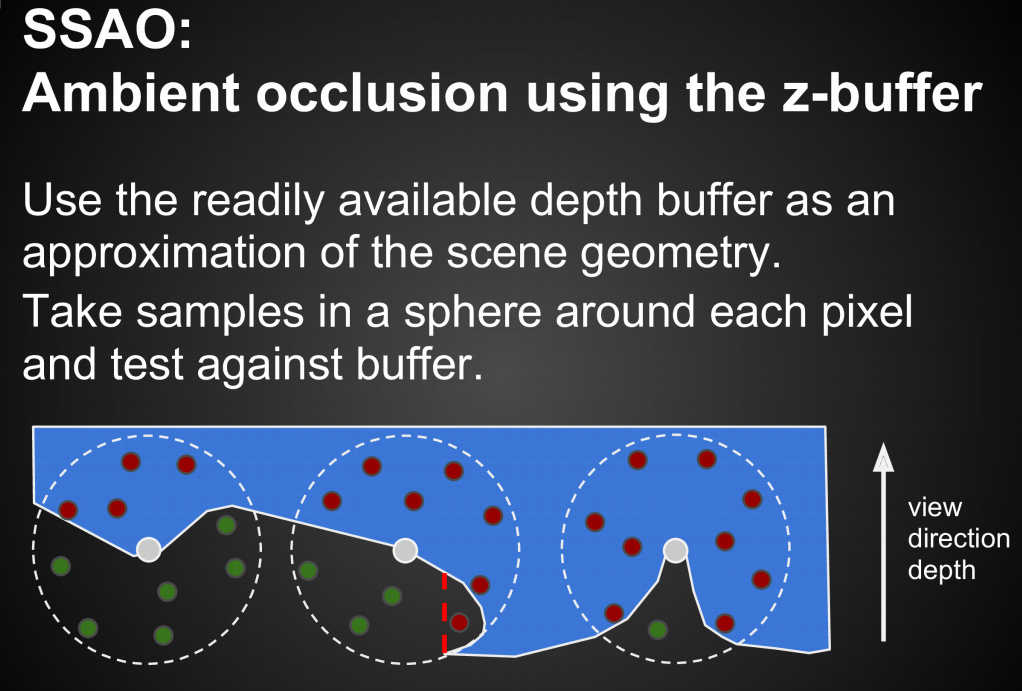 SSAO:
Ambient occlusion using the z-buffer
Use the readily available depth buffer as an
approximation of the scene geometry.
Take samples in a sphere around each pixel
and test against buffer.
view
direction
depth